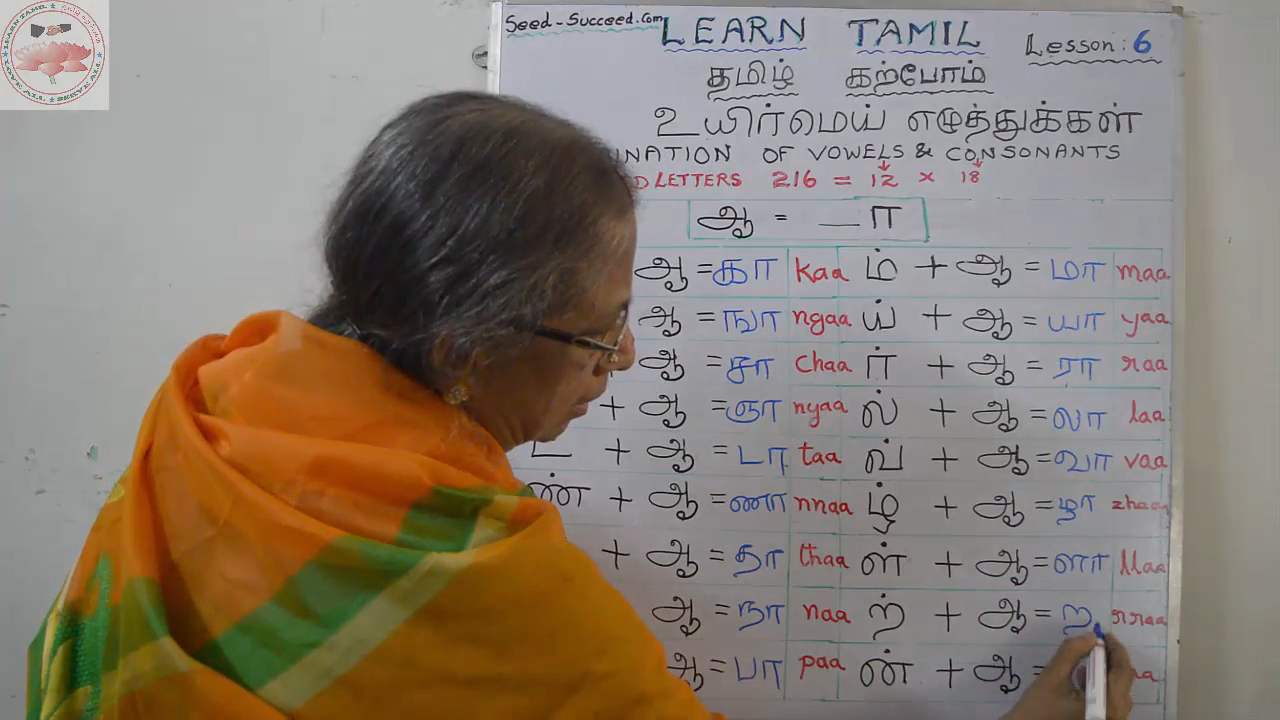 Seed-Succeed.Com
LEARN TAMIL
Lesson: 6
தமிழ் கற்போம்
உயிர்மெய் எழுத்துக்கள்
OF VOWELS & CONSONANTS
LETTERS 216 = 12 x 18
ஆ = _ா
ஆ = கா kaa ம் + ஆ = மா maa
ஆ = ஙா ngaa ய் + ஆ = யா yaa
+ ஆ = சா chaa ர் + ஆ = ரா raa
+ ஆ = ஞா nyaa ல் + ஆ = லா laa
ட் + ஆ = டா taa வ் + ஆ = வா vaa
ண் + ஆ = ணா nnaa ழ் + ஆ = ழா zhaa
+ ஆ = தா thaa ள் + ஆ = ளா llaa
ஆ = நா naa ற் + ஆ = ற rraa
ஆ = பா paa ன் + ஆ =